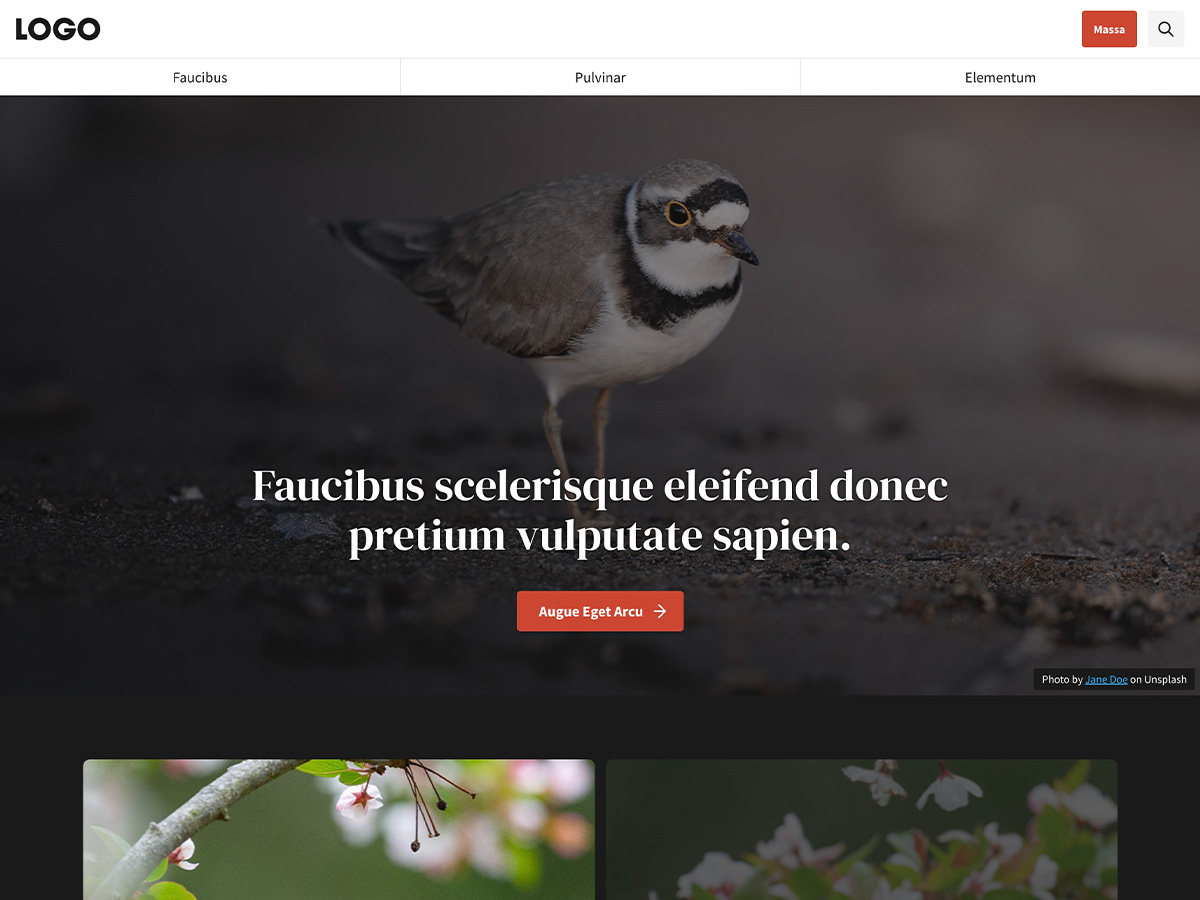 LOGO
Massa
Faucibus
Pulvinar
Elementum
Faucibus scelerisque eleifend donec
pretium vulputate sapien.
Augue Eget Arcu
Photo by Jane Doe on Unsplash